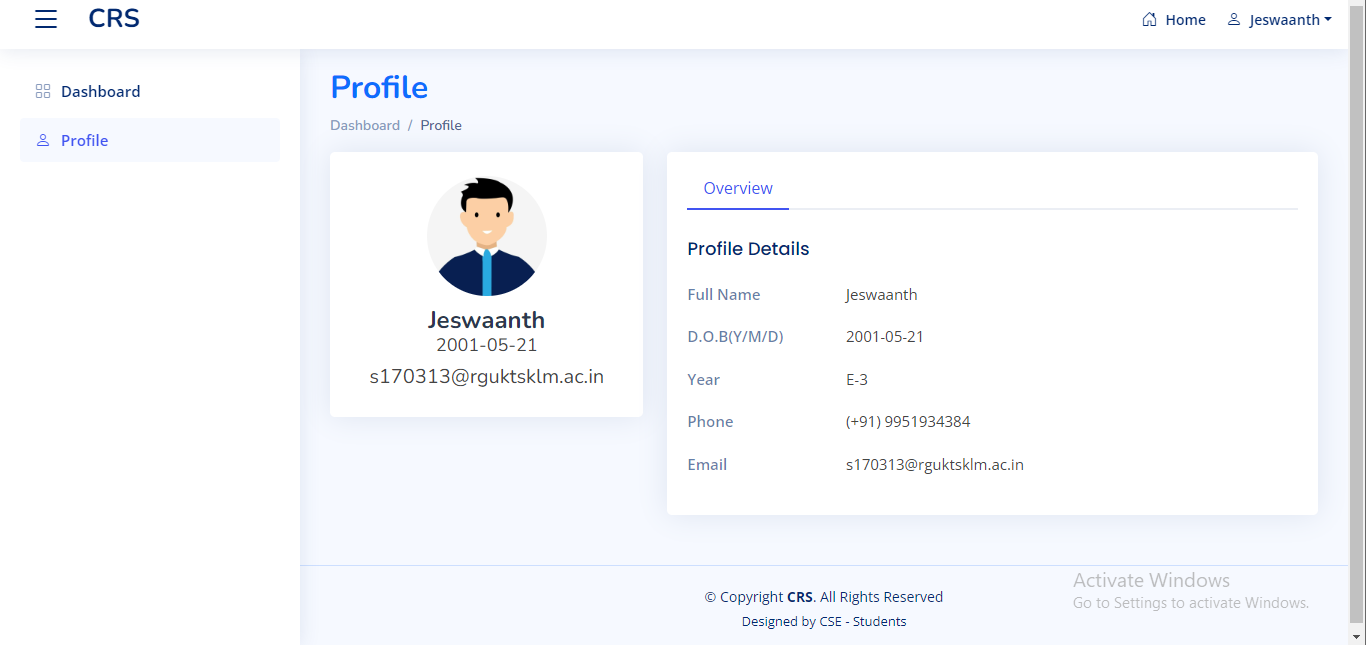 CRS
Home
Jeswaanth
Dashboard
Profile
Profile
Dashboard / Profile
Jeswaanth
2001-05-21
s170313@rguktsklm.ac.in
Overview
Profile Details
Full Name Jeswaanth
D.O.B(Y/M/D) 2001-05-21
Year E-3
Phone (+91) 9951934384
Email s170313@rguktsklm.ac.in
© Copyright CRS. All Rights Reserved
Designed by CSE - Students
Activate Windows
Go to Settings to activate Windows.